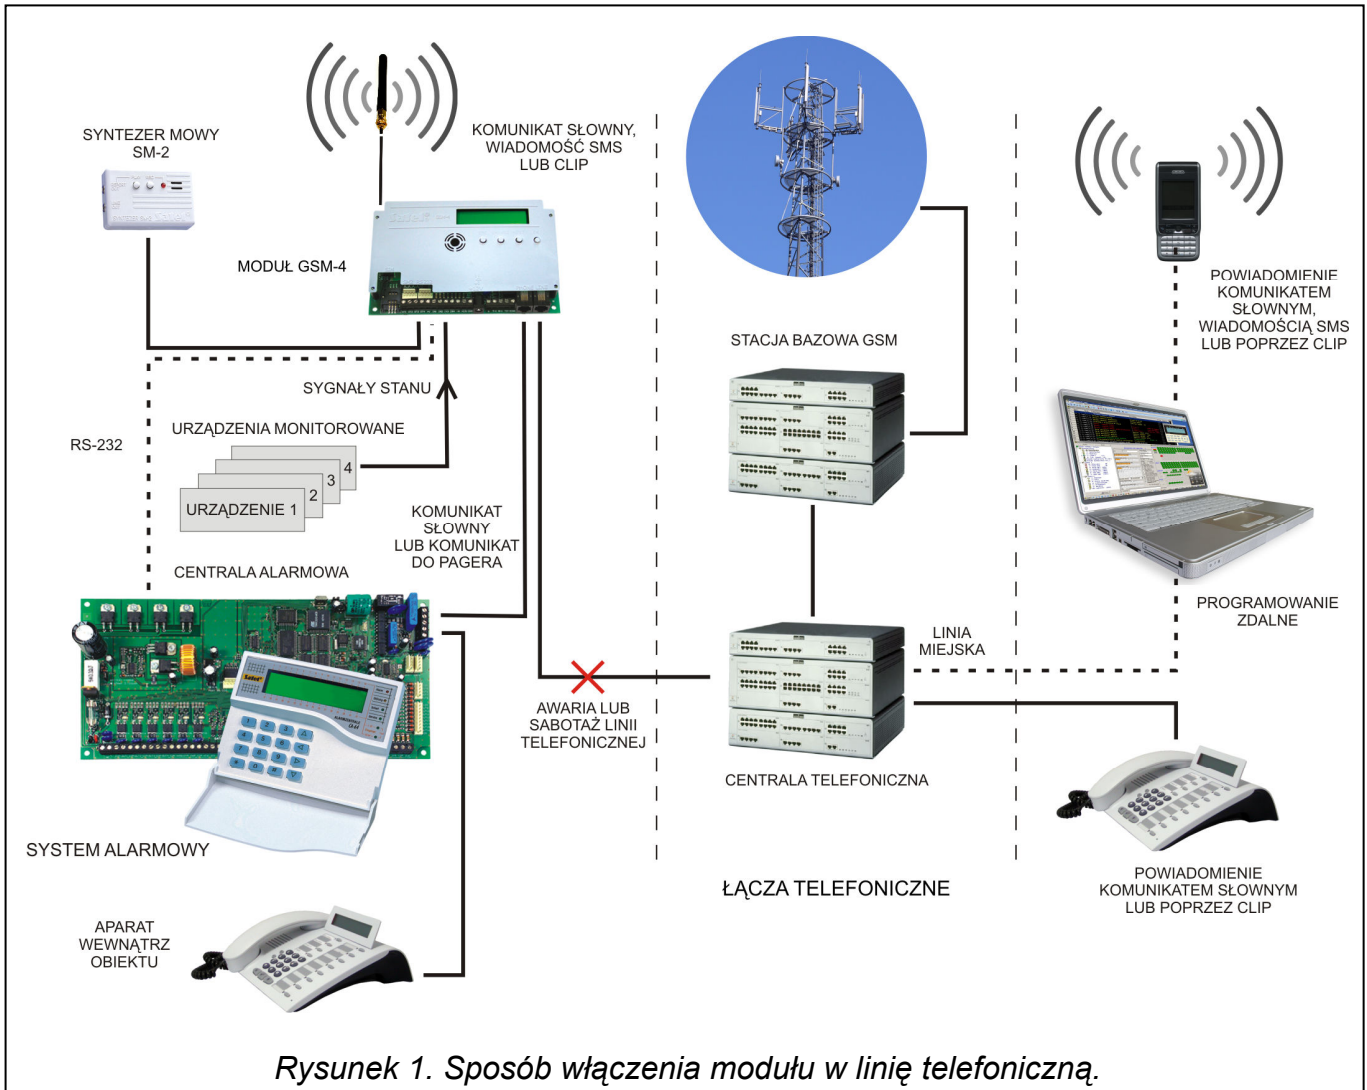 SYNTEZER MOWY
SM-2
KOMUNIKAT SŁOWNY,
WIADOMOŚĆ SMS
LUB CLIP
MODUŁ GSM-4
SYGNAŁY STANU
URZĄDZENIA MONITOROWANE
4
3
2
URZĄDZENIE 1
RS-232
KOMUNIKAT
SŁOWNY
LUB KOMUNIKAT
DO PAGERA
CENTRALA ALARMOWA
Satel
SYSTEM ALARMOWY
APARAT
WEWNĄTRZ
OBIEKTU
AWARIA LUB
SABOTAŻ LINII
TELEFONICZNEJ
STACJA BAZOWA GSM
LINIA
MIEJSKA
CENTRALA TELEFONICZNA
ŁĄCZA TELEFONICZNE
POWIADOMIENIE
KOMUNIKATEM
SŁOWNYM,
WIADOMOŚCIĄ SMS
LUB POPRZEZ CLIP
PROGRAMOWANIE
ZDALNE
POWIADOMIENIE
KOMUNIKATEM SŁOWNYM
LUB POPRZEZ CLIP
Rysunek 1. Sposób włączenia modułu w linię telefoniczną.